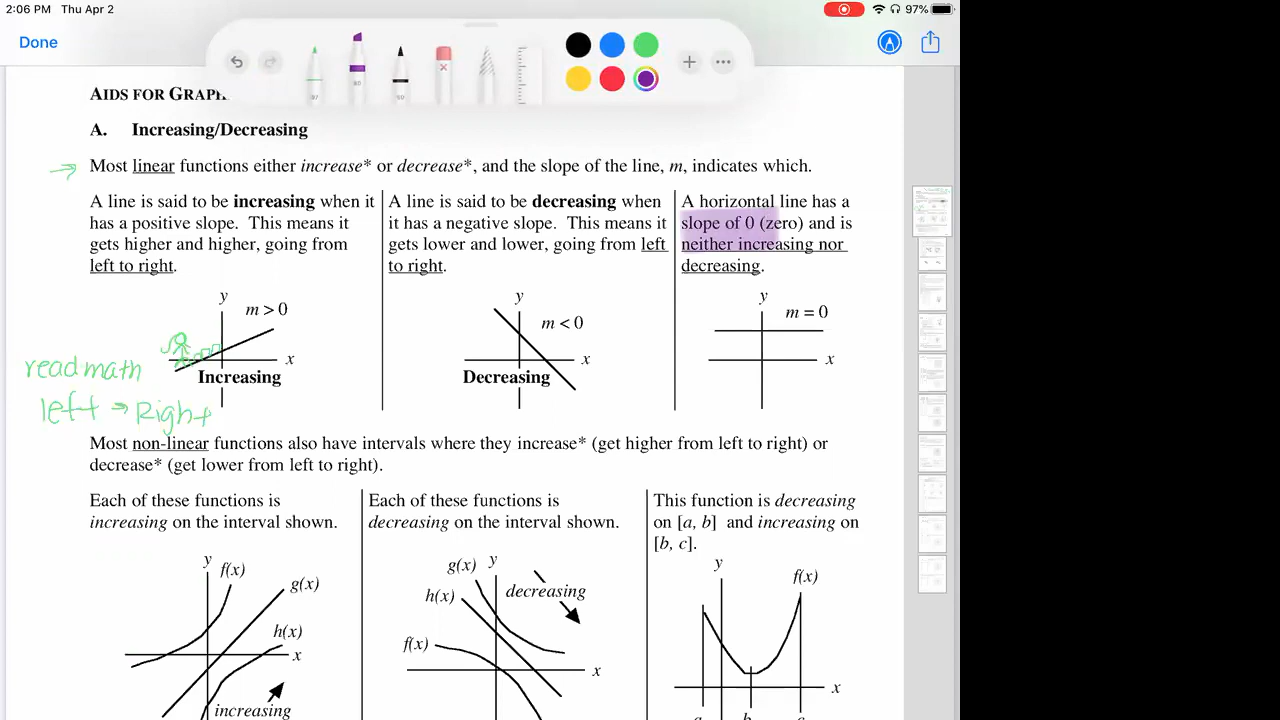 2:06 PM Thu Apr 2
97%
Done
AIDS FOR GRAPH
A. Increasing/Decreasing
Most linear functions either increase* or decrease*, and the slope of the line, m, indicates which.
A line is said to be increasing when it
has a positive slope. This means it
gets higher and higher, going from
left to right.
y
m > 0
x
Increasing
A line is said to be decreasing when
it has a negative slope. This means it
gets lower and lower, going from left
to right.
y
m < 0
x
Decreasing
A horizontal line has a
slope of 0 (zero) and is
neither increasing nor
decreasing.
y
m = 0
x
read math
left → Right
Most non-linear functions also have intervals where they increase* (get higher from left to right) or
decrease* (get lower from left to right).
Each of these functions is
increasing on the interval shown.
y
f(x)
g(x)
h(x)
x
increasing
Each of these functions is
decreasing on the interval shown.
g(x) y
decreasing
h(x)
f(x)
x
This function is decreasing
on [a, b] and increasing on
[b, c].
y
f(x)
x
a b c